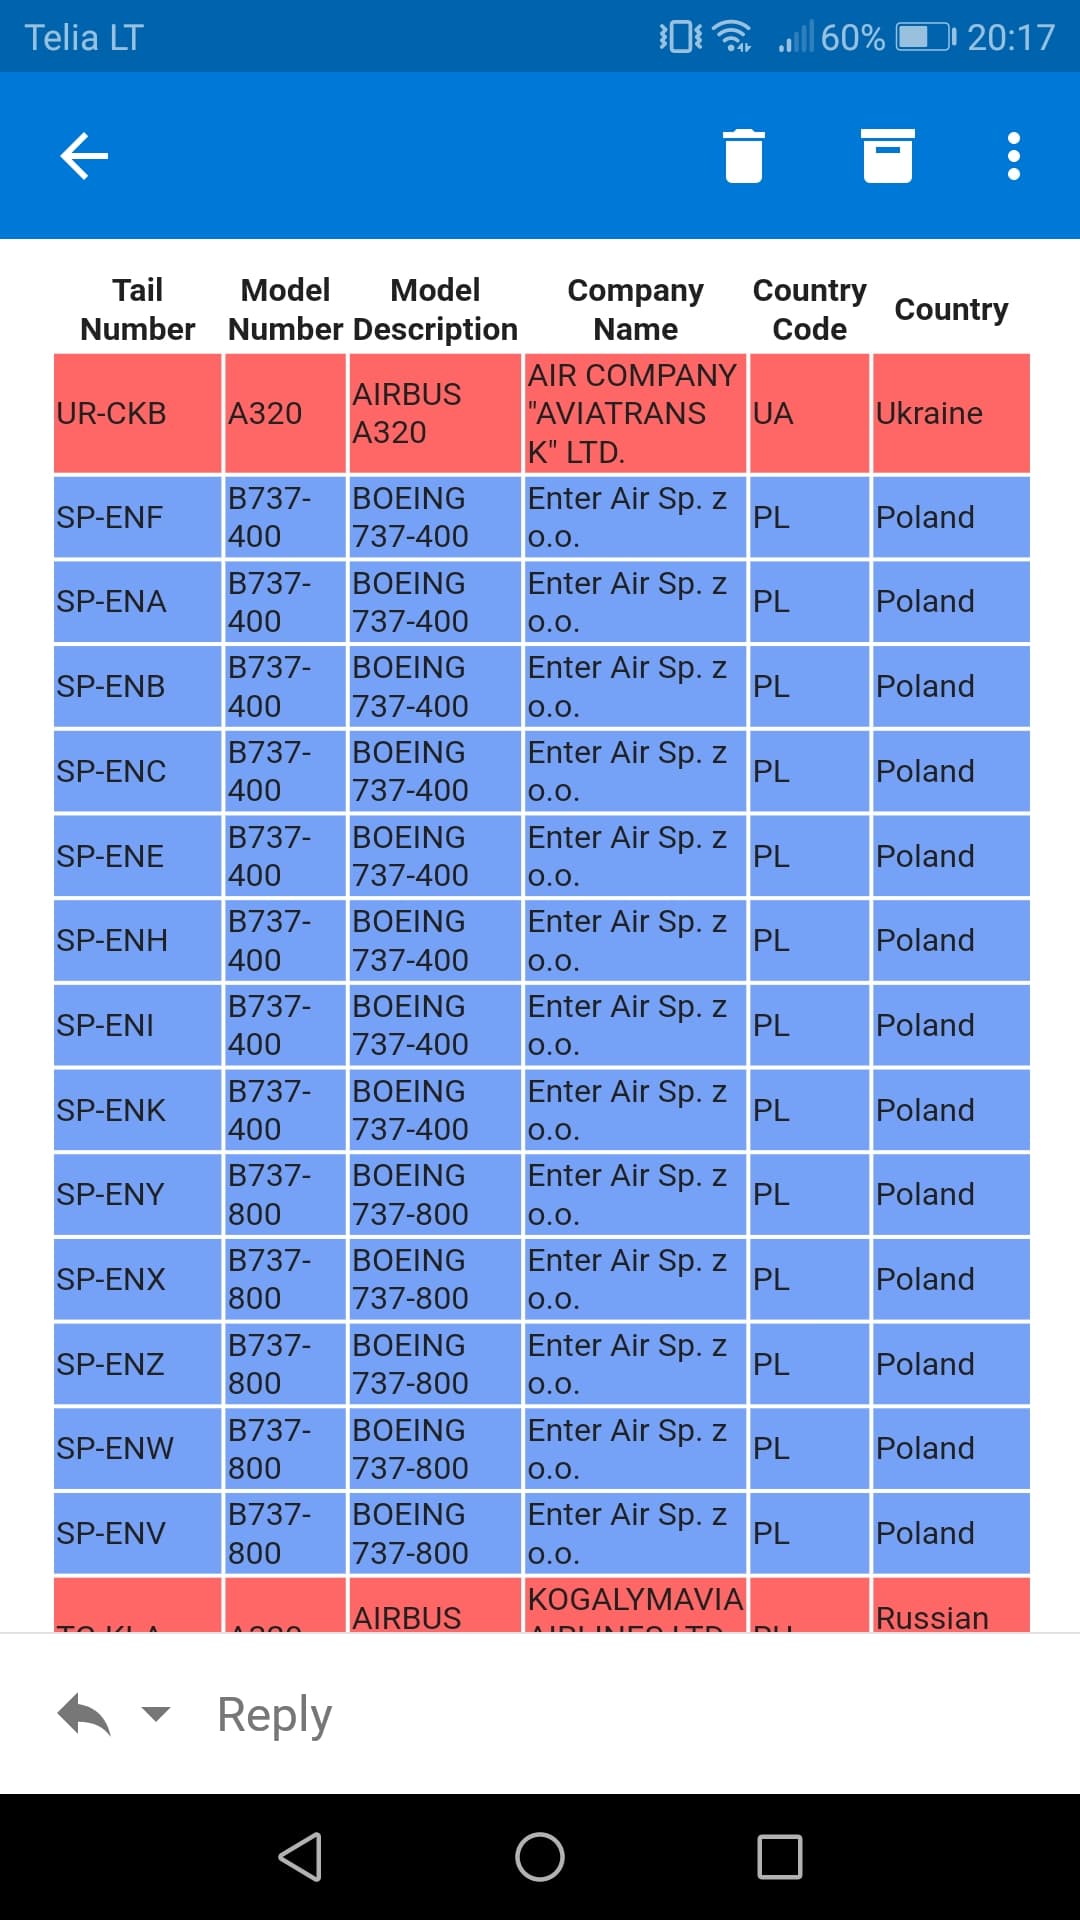 Telia LT 60% 20:17
Tail Number Model Number Model Description Company Name Country Code Country
UR-CKB A320 AIRBUS A320 AIR COMPANY "AVIATRANS K" LTD. UA Ukraine
SP-ENF B737-400 BOEING 737-400 Enter Air Sp. z o.o. PL Poland
SP-ENA B737-400 BOEING 737-400 Enter Air Sp. z o.o. PL Poland
SP-ENB B737-400 BOEING 737-400 Enter Air Sp. z o.o. PL Poland
SP-ENC B737-400 BOEING 737-400 Enter Air Sp. z o.o. PL Poland
SP-ENE B737-400 BOEING 737-400 Enter Air Sp. z o.o. PL Poland
SP-ENH B737-400 BOEING 737-400 Enter Air Sp. z o.o. PL Poland
SP-ENI B737-400 BOEING 737-400 Enter Air Sp. z o.o. PL Poland
SP-ENK B737-400 BOEING 737-400 Enter Air Sp. z o.o. PL Poland
SP-ENY B737-800 BOEING 737-800 Enter Air Sp. z o.o. PL Poland
SP-ENX B737-800 BOEING 737-800 Enter Air Sp. z o.o. PL Poland
SP-ENZ B737-800 BOEING 737-800 Enter Air Sp. z o.o. PL Poland
SP-ENW B737-800 BOEING 737-800 Enter Air Sp. z o.o. PL Poland
SP-ENV B737-800 BOEING 737-800 Enter Air Sp. z o.o. PL Poland
AIRBUS KOGALYMAVIA Russian
Reply